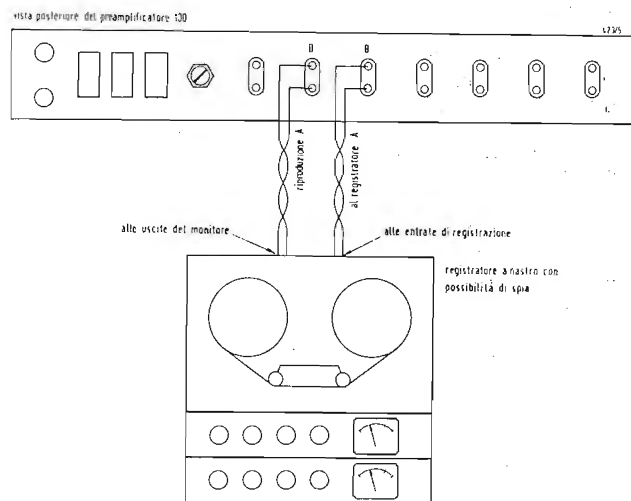 vista posteriore del preamplificatore 100
D
B
riproduzione A
al registratore A
alle uscite del monitore
alle entrate di registrazione
registratore a nastro con
possibilità di spia